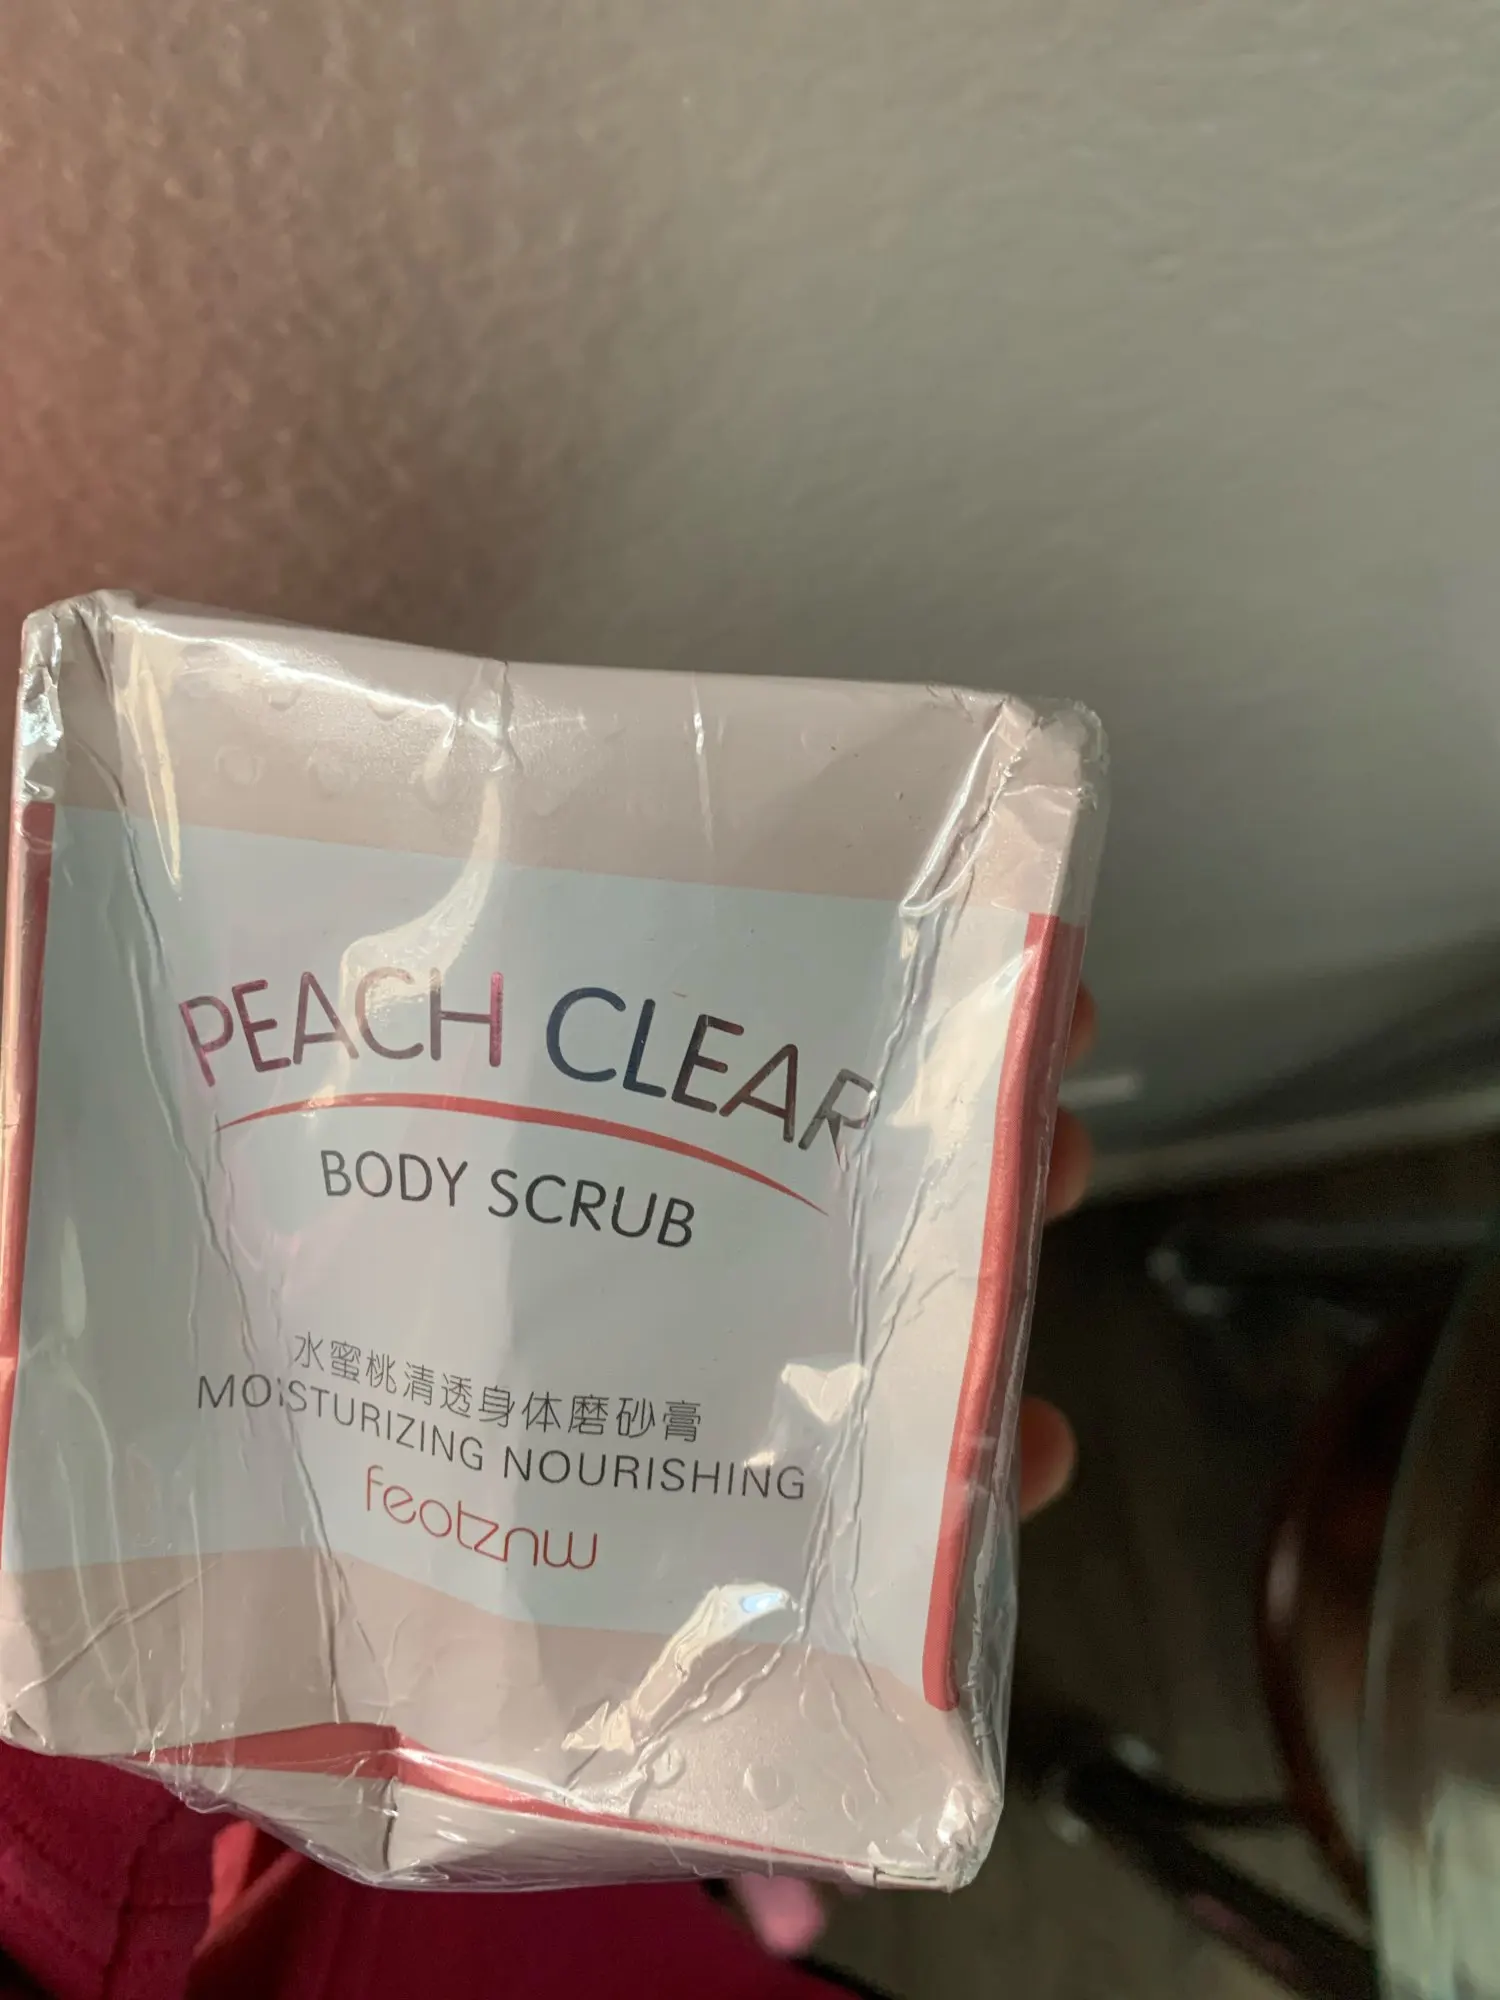 PEACH CLEAR
BODY SCRUB
水蜜桃清透身体磨砂膏
MOISTURIZING NOURISHING
feotznw